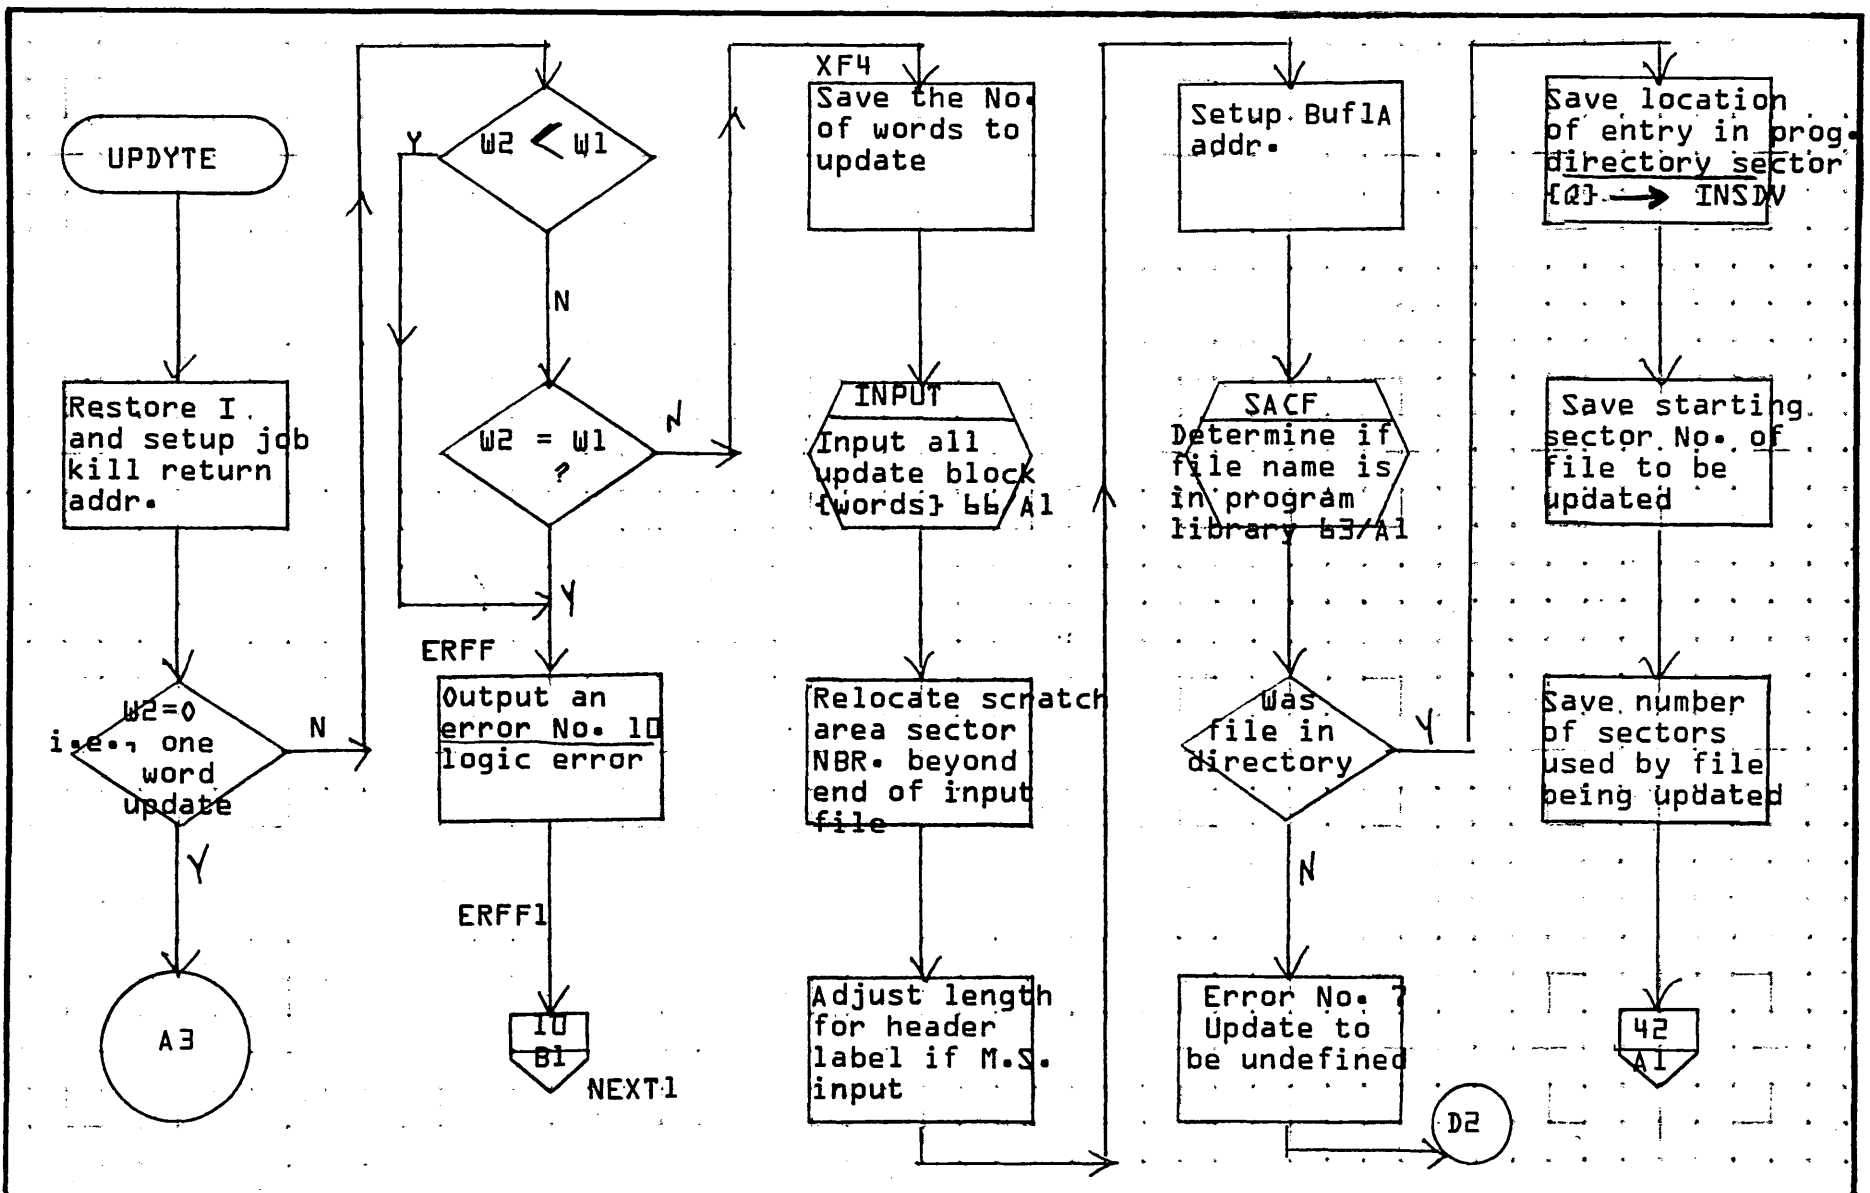 UPDYTE
Restore I.
and setup job
kill return
addr.
W2=0
i.e., one
word
update
N
Y
A3
W2 < W1
Y
N
W2 = W1
?
N
Y
ERFF
Output an
error No. 10
logic error
ERFF1
10
B1
NEXT1
XF4
Save the No.
of words to
update
INPUT
Input all
update block
{words} 66/A1
Relocate scratch
area sector
NBR. beyond
end of input
file
Adjust length
for header
label if M.S.
input
Setup Buf1A
addr.
SACF
Determine if
file name is
in program
library 63/A1
Was
file in
directory
Y
N
Error No. 7
Update to
be undefined
D2
Save location
of entry in prog.
directory sector
{Q} → INSDV
Save starting
sector No. of
file to be
updated
Save number
of sectors
used by file
being updated
42
A1